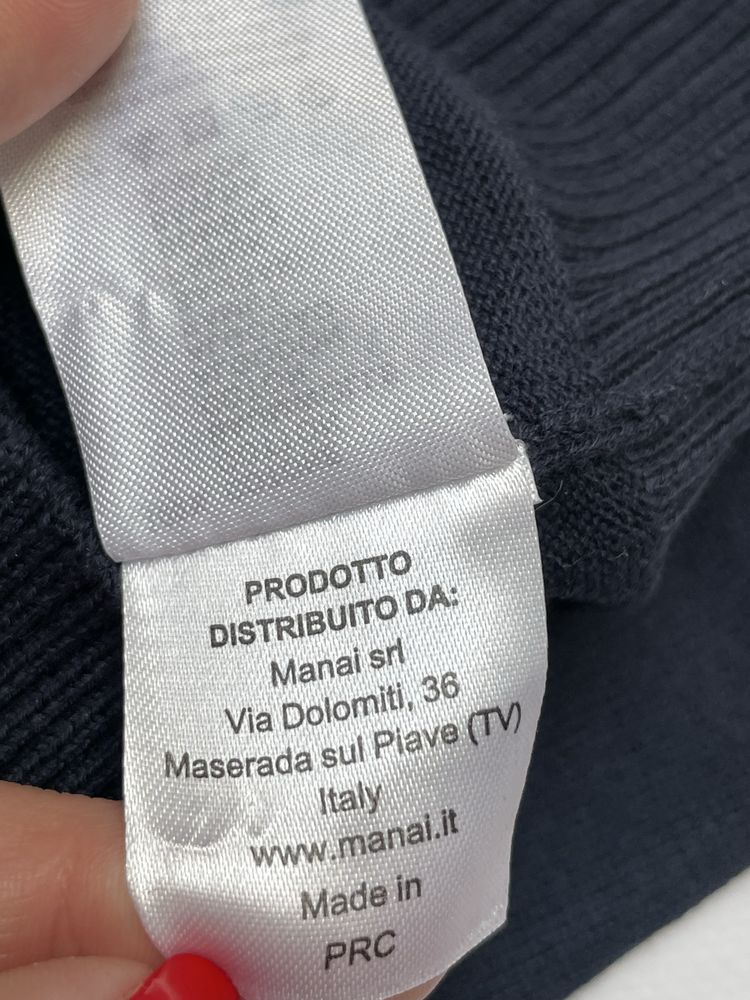 PRODOTTO
DISTRIBUITO DA:
Manai srl
Via Dolomiti, 36
Maserada sul Piave (TV)
Italy
www.manai.it
Made in
PRC